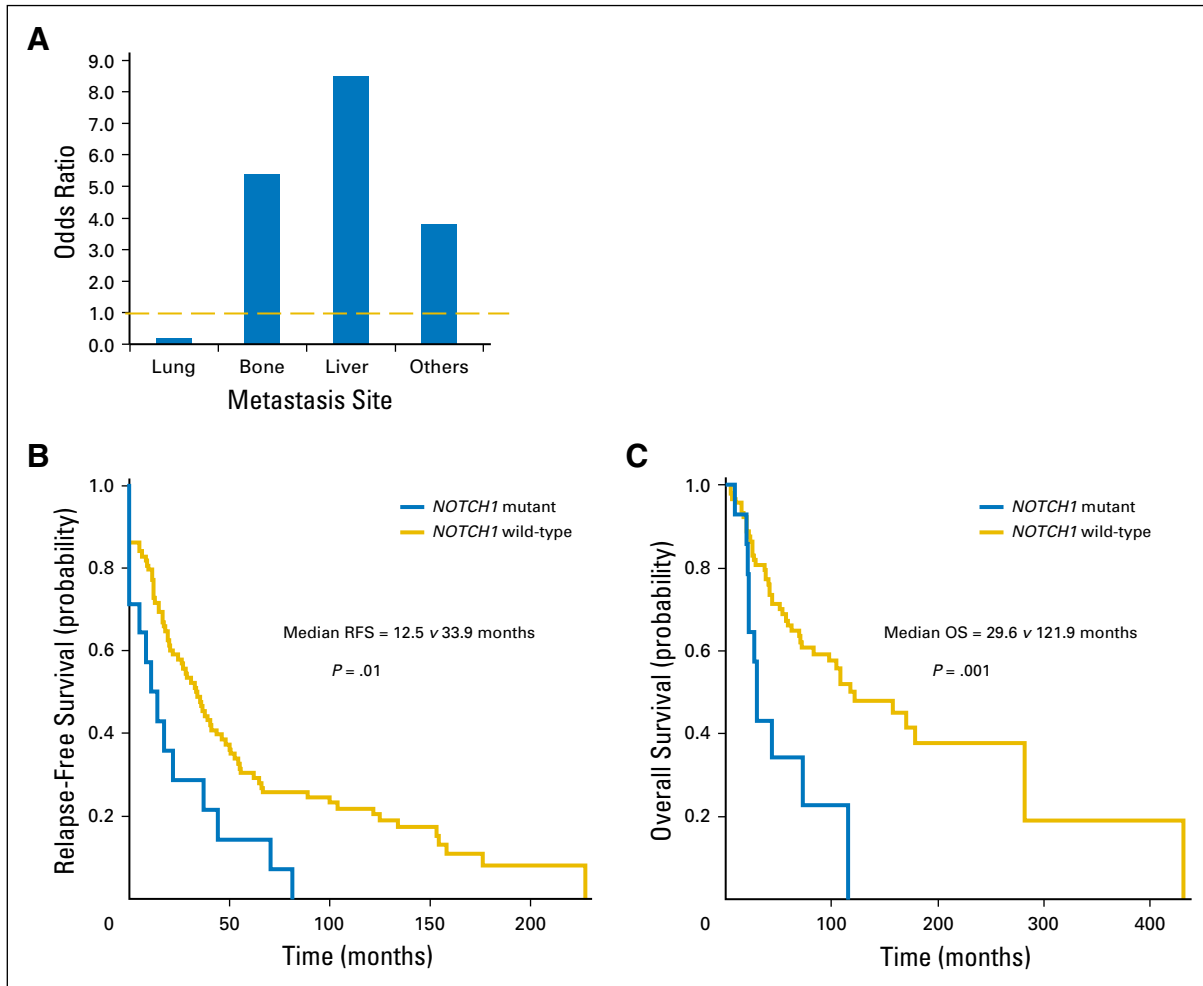 A
9.0
8.0
7.0
6.0
5.0
4.0
3.0
2.0
1.0
0.0
Odds Ratio
Lung Bone Liver Others
Metastasis Site
B
1.0
0.8
0.6
0.4
0.2
0 50 100 150 200
Relapse-Free Survival (probability)
Time (months)
NOTCH1 mutant
NOTCH1 wild-type
Median RFS = 12.5 v 33.9 months
P = .01
C
1.0
0.8
0.6
0.4
0.2
0 100 200 300 400
Overall Survival (probability)
Time (months)
NOTCH1 mutant
NOTCH1 wild-type
Median OS = 29.6 v 121.9 months
P = .001